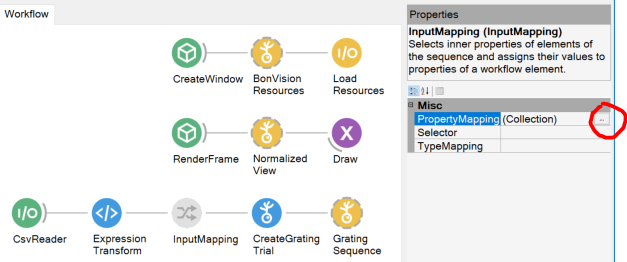 Workflow
CreateWindow
BonVision
Resources
I/O
Load
Resources
RenderFrame
Normalized
View
X
Draw
I/O
CsvReader
</>
Expression
Transform
InputMapping
CreateGrating
Trial
Grating
Sequence
Properties
InputMapping (InputMapping)
Selects inner properties of elements of
the sequence and assigns their values to
properties of a workflow element.
Misc
PropertyMapping (Collection) ...
Selector
TypeMapping